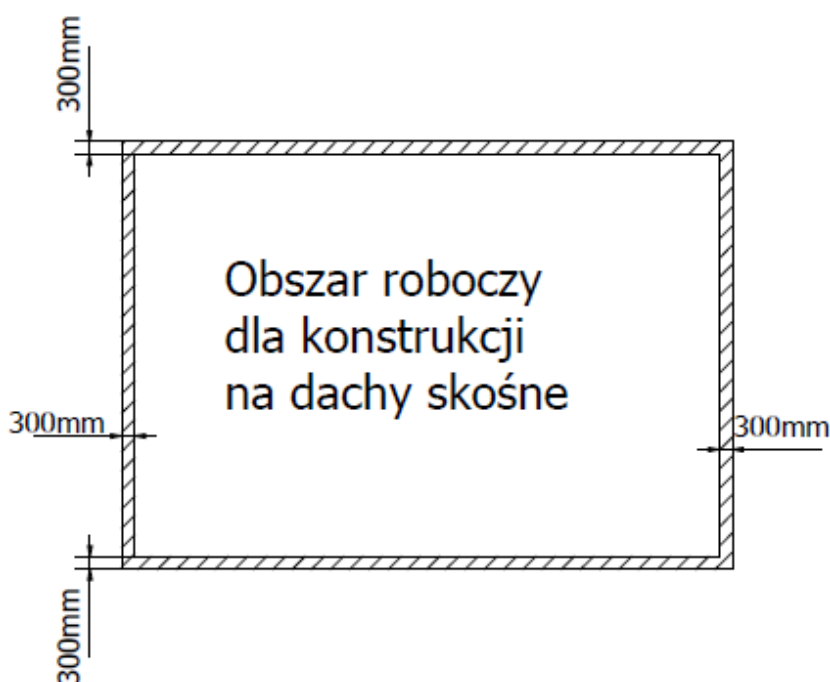 300mm
Obszar roboczy
dla konstrukcji
na dachy skośne
300mm
300mm
300mm